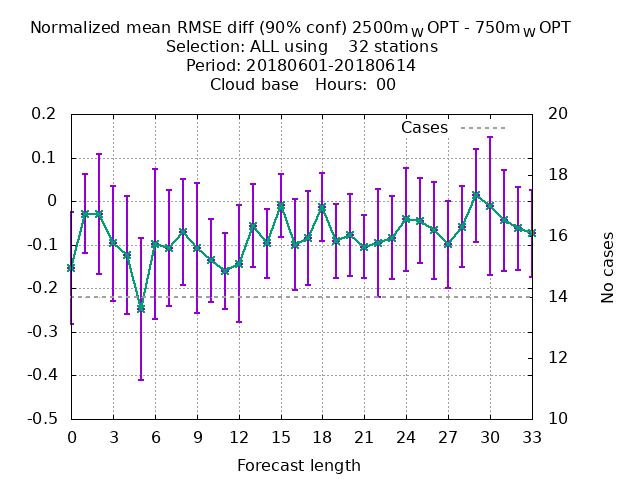 Normalized mean RMSE diff (90% conf) 2500m_W OPT - 750m_W OPT
Selection: ALL using 32 stations
Period: 20180601-20180614
Cloud base Hours: 00
Cases
0.2
0.1
0
-0.1
-0.2
-0.3
-0.4
-0.5
20
18
16
14
12
10
No cases
0 3 6 9 12 15 18 21 24 27 30 33
Forecast length